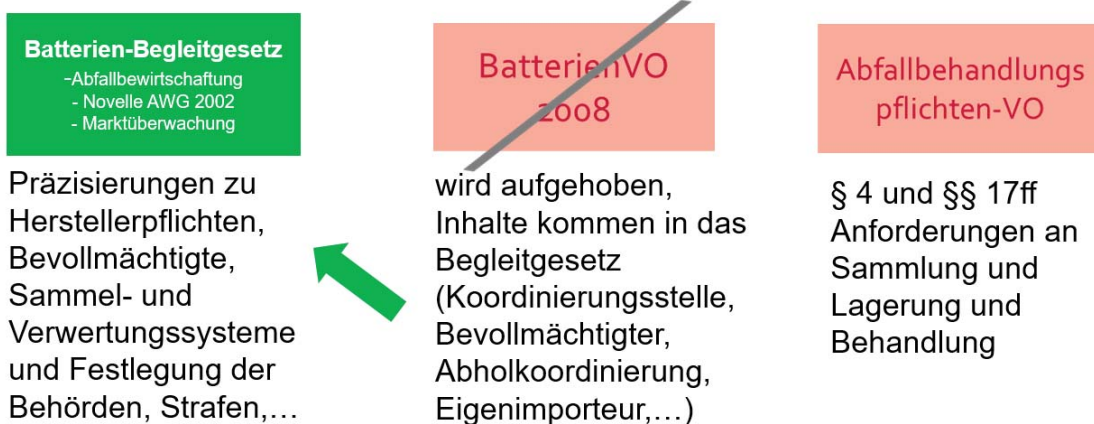 Batterien-Begleitgesetz
-Abfallbewirtschaftung
- Novelle AWG 2002
- Marktüberwachung
Präzisierungen zu
Herstellerpflichten,
Bevollmächtigte,
Sammel- und
Verwertungssysteme
und Festlegung der
Behörden, Strafen,...
BatterienVO
2008
wird aufgehoben,
Inhalte kommen in das
Begleitgesetz
(Koordinierungsstelle,
Bevollmächtigter,
Abholkoordinierung,
Eigenimporteur,...)
Abfallbehandlungs
pflichten-VO
§ 4 und §§ 17ff
Anforderungen an
Sammlung und
Lagerung und
Behandlung